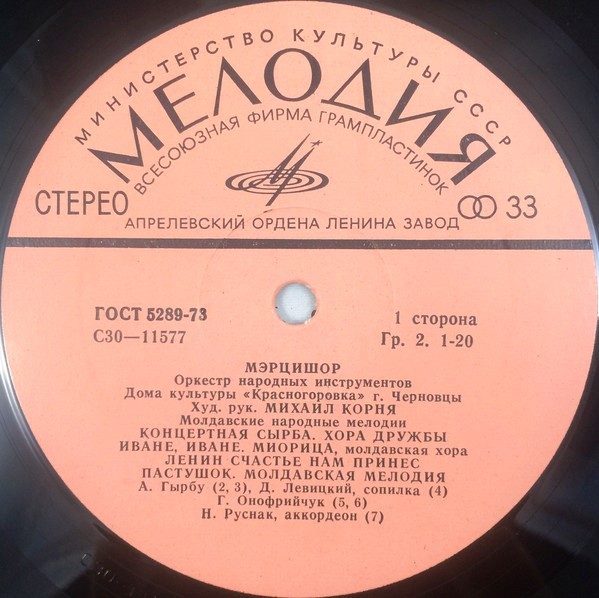 МИНИСТЕРСТВО КУЛЬТУРЫ СССР
МЕЛОДИЯ
ВСЕСОЮЗНАЯ ФИРМА ГРАМПЛАСТИНОК
СТЕРЕО
33
АПРЕЛЕВСКИЙ ОРДЕНА ЛЕНИНА ЗАВОД
ГОСТ 5289-73
1 сторона
С30—11577
Гр. 2. 1-20
МЭРЦИШОР
Оркестр народных инструментов
Дома культуры «Красногоровка» г. Черновцы
Худ. рук. МИХАИЛ КОРНЯ
Молдавские народные мелодии
КОНЦЕРТНАЯ СЫРБА. ХОРА ДРУЖБЫ
ИВАНЕ, ИВАНЕ. МИОРИЦА, молдавская хора
ЛЕНИН СЧАСТЬЕ НАМ ПРИНЕС
ПАСТУШОК. МОЛДАВСКАЯ МЕЛОДИЯ
А. Гырбу (2, 3), Д. Левицкий, сопилка (4)
Г. Онофрийчук (5, 6)
Н. Руснак, аккордеон (7)